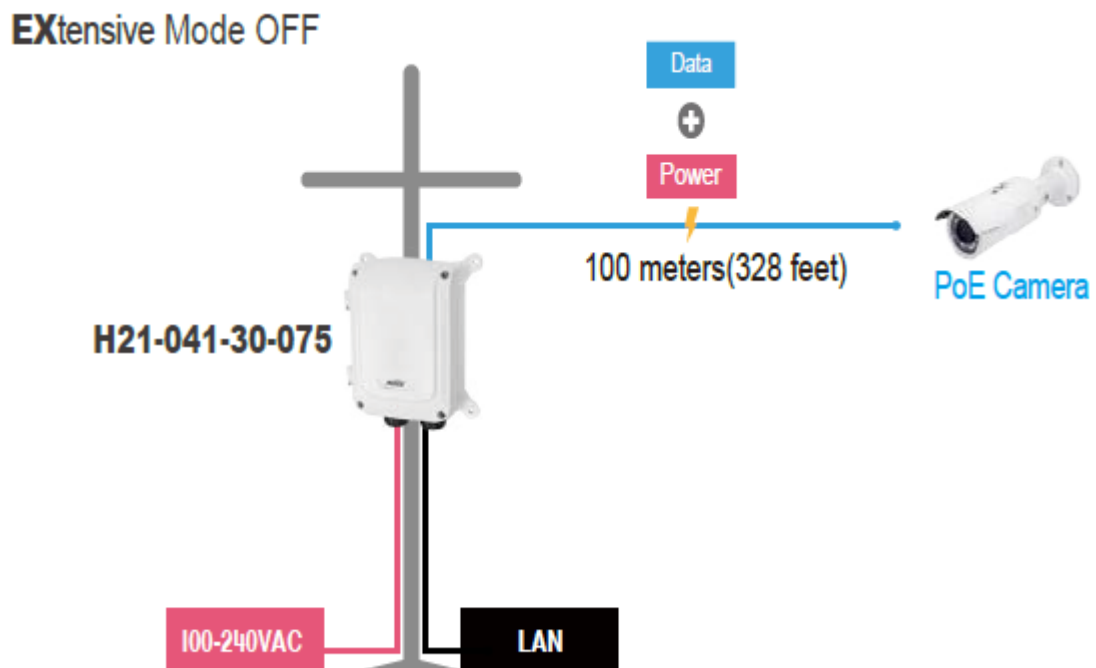 EXtensive Mode OFF
Data
Power
100 meters(328 feet)
PoE Camera
H21-041-30-075
100-240VAC
LAN